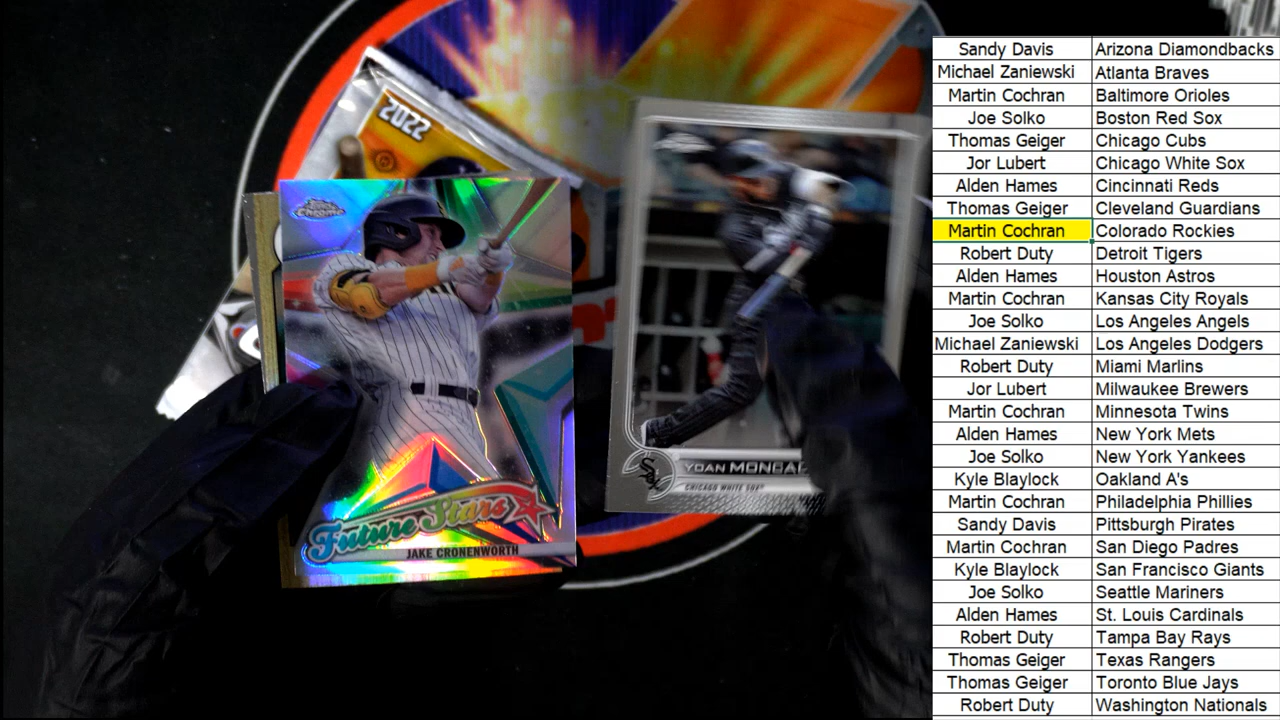 2022
Topps Chrome
Future Stars
JAKE CRONENWORTH
YOAN MONCA
CHICAGO WHITE SOX
Sox
Sandy Davis Arizona Diamondbacks
Michael Zaniewski Atlanta Braves
Martin Cochran Baltimore Orioles
Joe Solko Boston Red Sox
Thomas Geiger Chicago Cubs
Jor Lubert Chicago White Sox
Alden Hames Cincinnati Reds
Thomas Geiger Cleveland Guardians
Martin Cochran Colorado Rockies
Robert Duty Detroit Tigers
Alden Hames Houston Astros
Martin Cochran Kansas City Royals
Joe Solko Los Angeles Angels
Michael Zaniewski Los Angeles Dodgers
Robert Duty Miami Marlins
Jor Lubert Milwaukee Brewers
Martin Cochran Minnesota Twins
Alden Hames New York Mets
Joe Solko New York Yankees
Kyle Blaylock Oakland A's
Martin Cochran Philadelphia Phillies
Sandy Davis Pittsburgh Pirates
Martin Cochran San Diego Padres
Kyle Blaylock San Francisco Giants
Joe Solko Seattle Mariners
Alden Hames St. Louis Cardinals
Robert Duty Tampa Bay Rays
Thomas Geiger Texas Rangers
Thomas Geiger Toronto Blue Jays
Robert Duty Washington Nationals